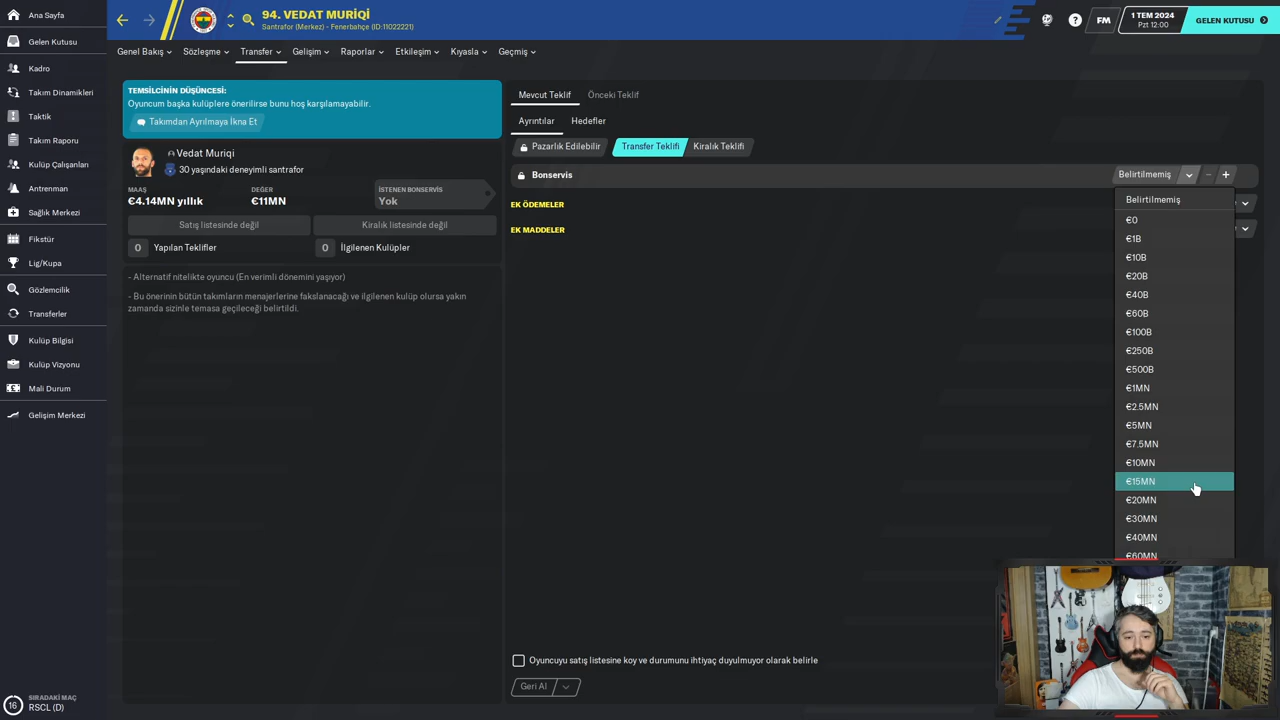 Ana Sayfa
Gelen Kutusu
Kadro
Takım Dinamikleri
Taktik
Takım Raporu
Kulüp Çalışanları
Antrenman
Sağlık Merkezi
Fikstür
Lig/Kupa
Gözlemcilik
Transferler
Kulüp Bilgisi
Kulüp Vizyonu
Mali Durum
Gelişim Merkezi
16
SIRADAKİ MAÇ
RSCL (D)
94. VEDAT MURİQİ
Santrafor (Merkez) - Fenerbahçe (ID:11022221)
FM
1 TEM 2024
Pzt 12:00
GELEN KUTUSU
Genel Bakış
Sözleşme
Transfer
Gelişim
Raporlar
Etkileşim
Kıyasla
Geçmiş
TEMSİLCİNİN DÜŞÜNCESİ:
Oyuncum başka kulüplere önerilirse bunu hoş karşılamayabilir.
Takımdan Ayrılmaya İkna Et
Vedat Muriqi
30 yaşındaki deneyimli santrafor
MAAŞ
€4.14MN yıllık
DEĞER
€11MN
İSTENEN BONSERVİS
Yok
Satış listesinde değil
Kiralık listesinde değil
0 Yapılan Teklifler
0 İlgilenen Kulüpler
- Alternatif nitelikte oyuncu (En verimli dönemini yaşıyor)
- Bu önerinin bütün takımların menajerlerine fakslanacağı ve ilgilenen kulüp olursa yakın
zamanda sizinle temasa geçileceği belirtildi.
Mevcut Teklif
Önceki Teklif
Ayrıntılar
Hedefler
Pazarlık Edilebilir
Transfer Teklifi
Kiralık Teklifi
Bonservis
Belirtilmemiş
EK ÖDEMELER
EK MADDELER
Belirtilmemiş
€0
€1B
€10B
€20B
€40B
€60B
€100B
€250B
€500B
€1MN
€2.5MN
€5MN
€7.5MN
€10MN
€15MN
€20MN
€30MN
€40MN
€60MN
Oyuncuyu satış listesine koy ve durumunu ihtiyaç duyulmuyor olarak belirle
Geri Al